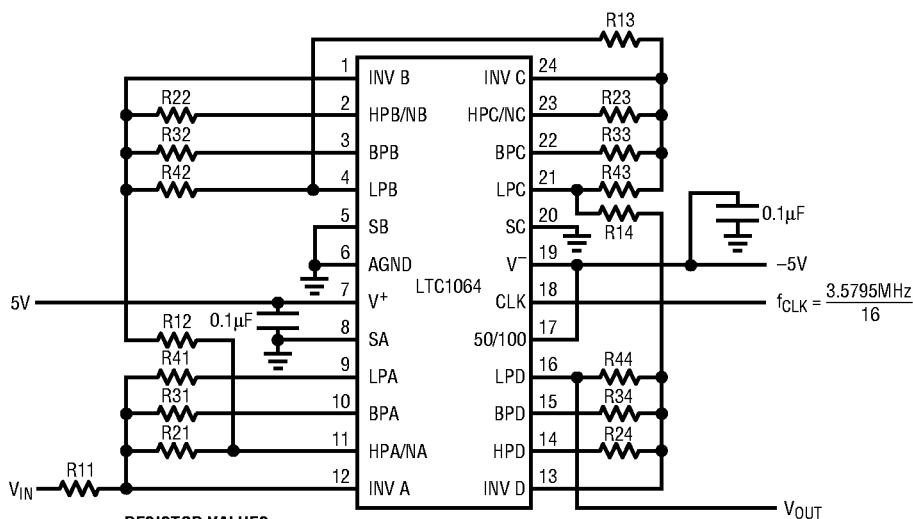 R13
1 INV B INV C 24
R22 2 HPB/NB HPC/NC 23 R23
R32 3 BPB BPC 22 R33
R42 4 LPB LPC 21 R43
5 SB SC 20 R14 0.1µF
6 AGND V– 19 –5V
LTC1064
5V 7 V+ CLK 18 fCLK = 3.5795MHz
16
R12 0.1µF 8 SA 50/100 17
R41 9 LPA LPD 16 R44
R31 10 BPA BPD 15 R34
R21 11 HPA/NA HPD 14 R24
VIN R11 12 INV A INV D 13
VOUT